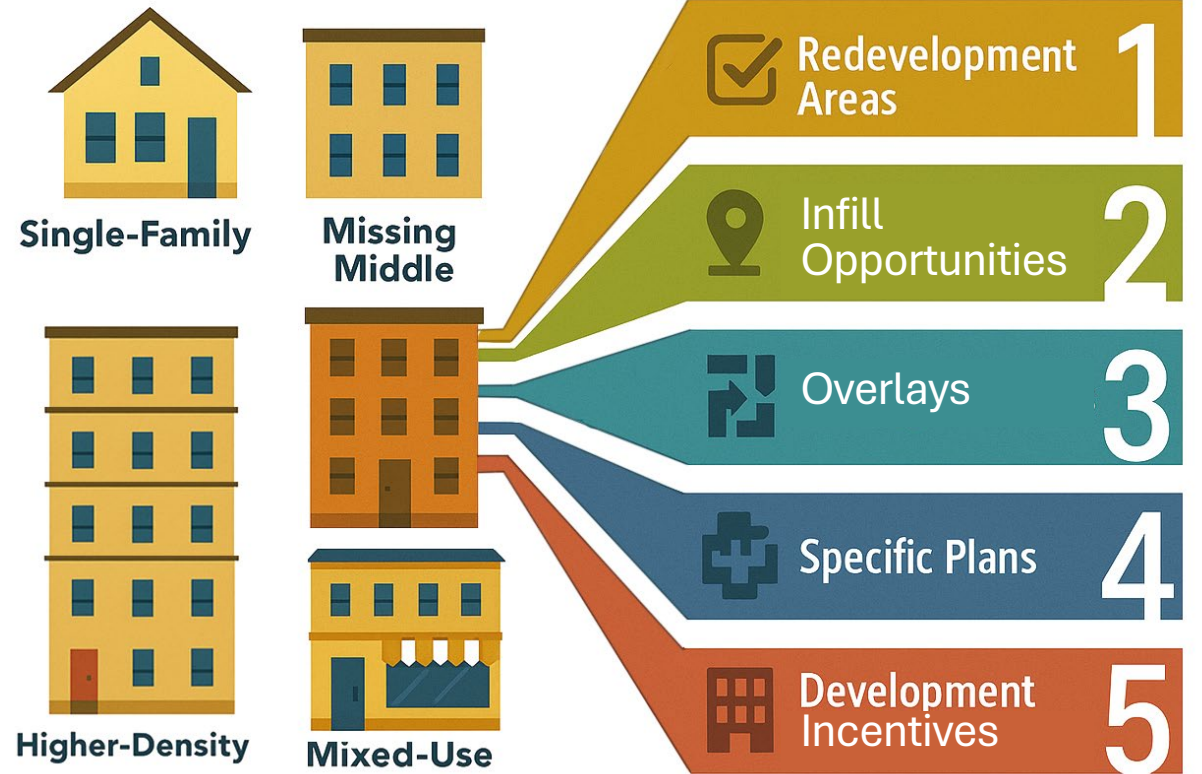 Single-Family
Missing
Middle
Higher-Density
Mixed-Use
Redevelopment
Areas
1
Infill
Opportunities
2
Overlays
3
Specific Plans
4
Development
Incentives
5